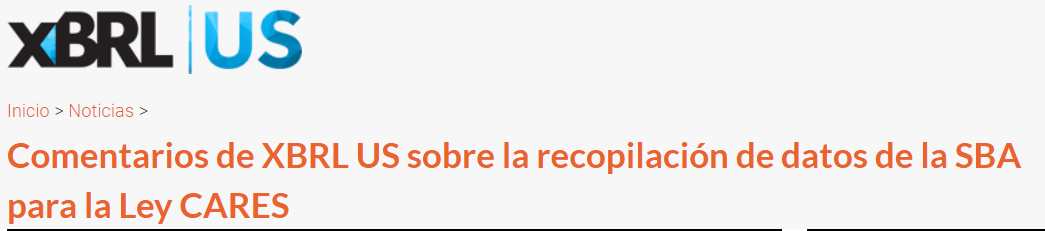 XBRL US
Inicio > Noticias >
Comentarios de XBRL US sobre la recopilación de datos de la SBA
para la Ley CARES